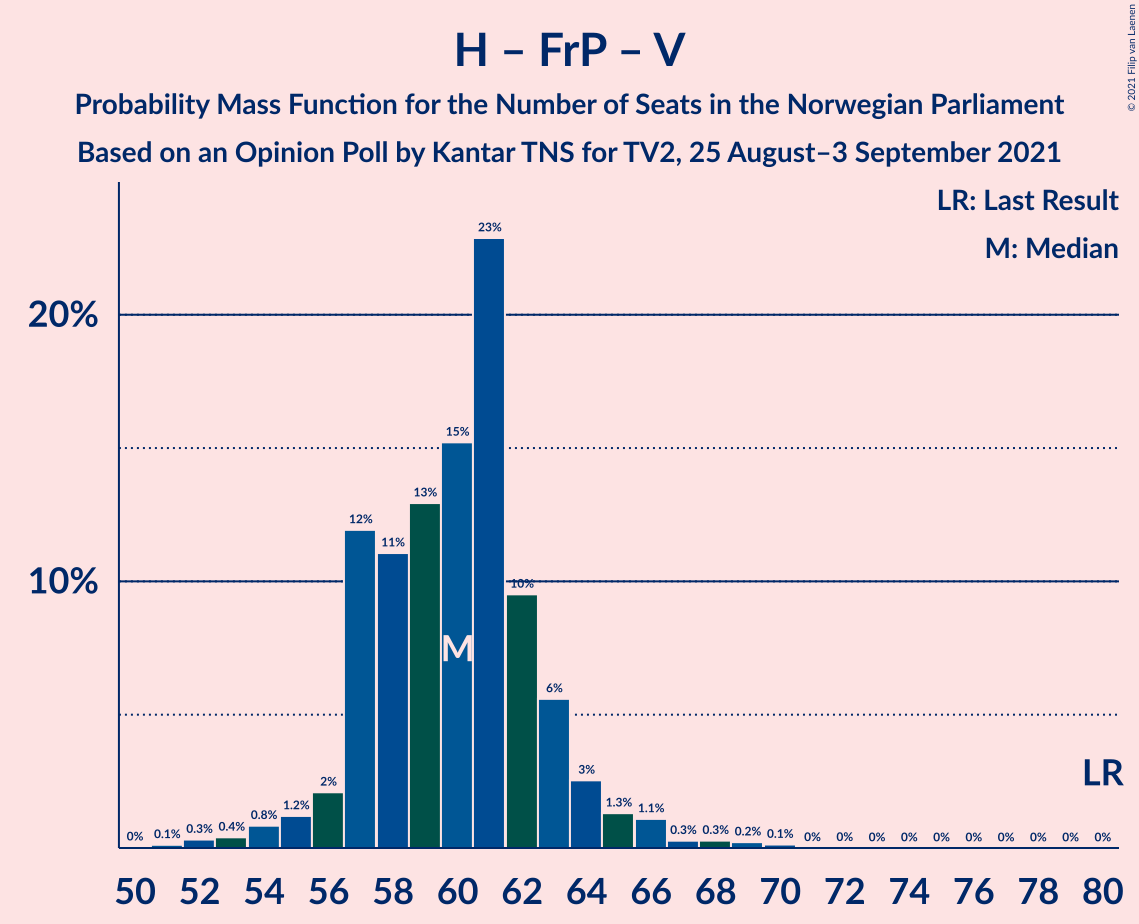 H – FrP – V
Probability Mass Function for the Number of Seats in the Norwegian Parliament
Based on an Opinion Poll by Kantar TNS for TV2, 25 August–3 September 2021
© 2021 Filip van Laenen
LR: Last Result
M: Median
20%
10%
0% 0.1% 0.3% 0.4% 0.8% 1.2% 2% 12% 11% 13% 15% 23% 10% 6% 3% 1.3% 1.1% 0.3% 0.3% 0.2% 0.1% 0% 0% 0% 0% 0% 0% 0% 0% 0% 0%
M
LR
50 52 54 56 58 60 62 64 66 68 70 72 74 76 78 80